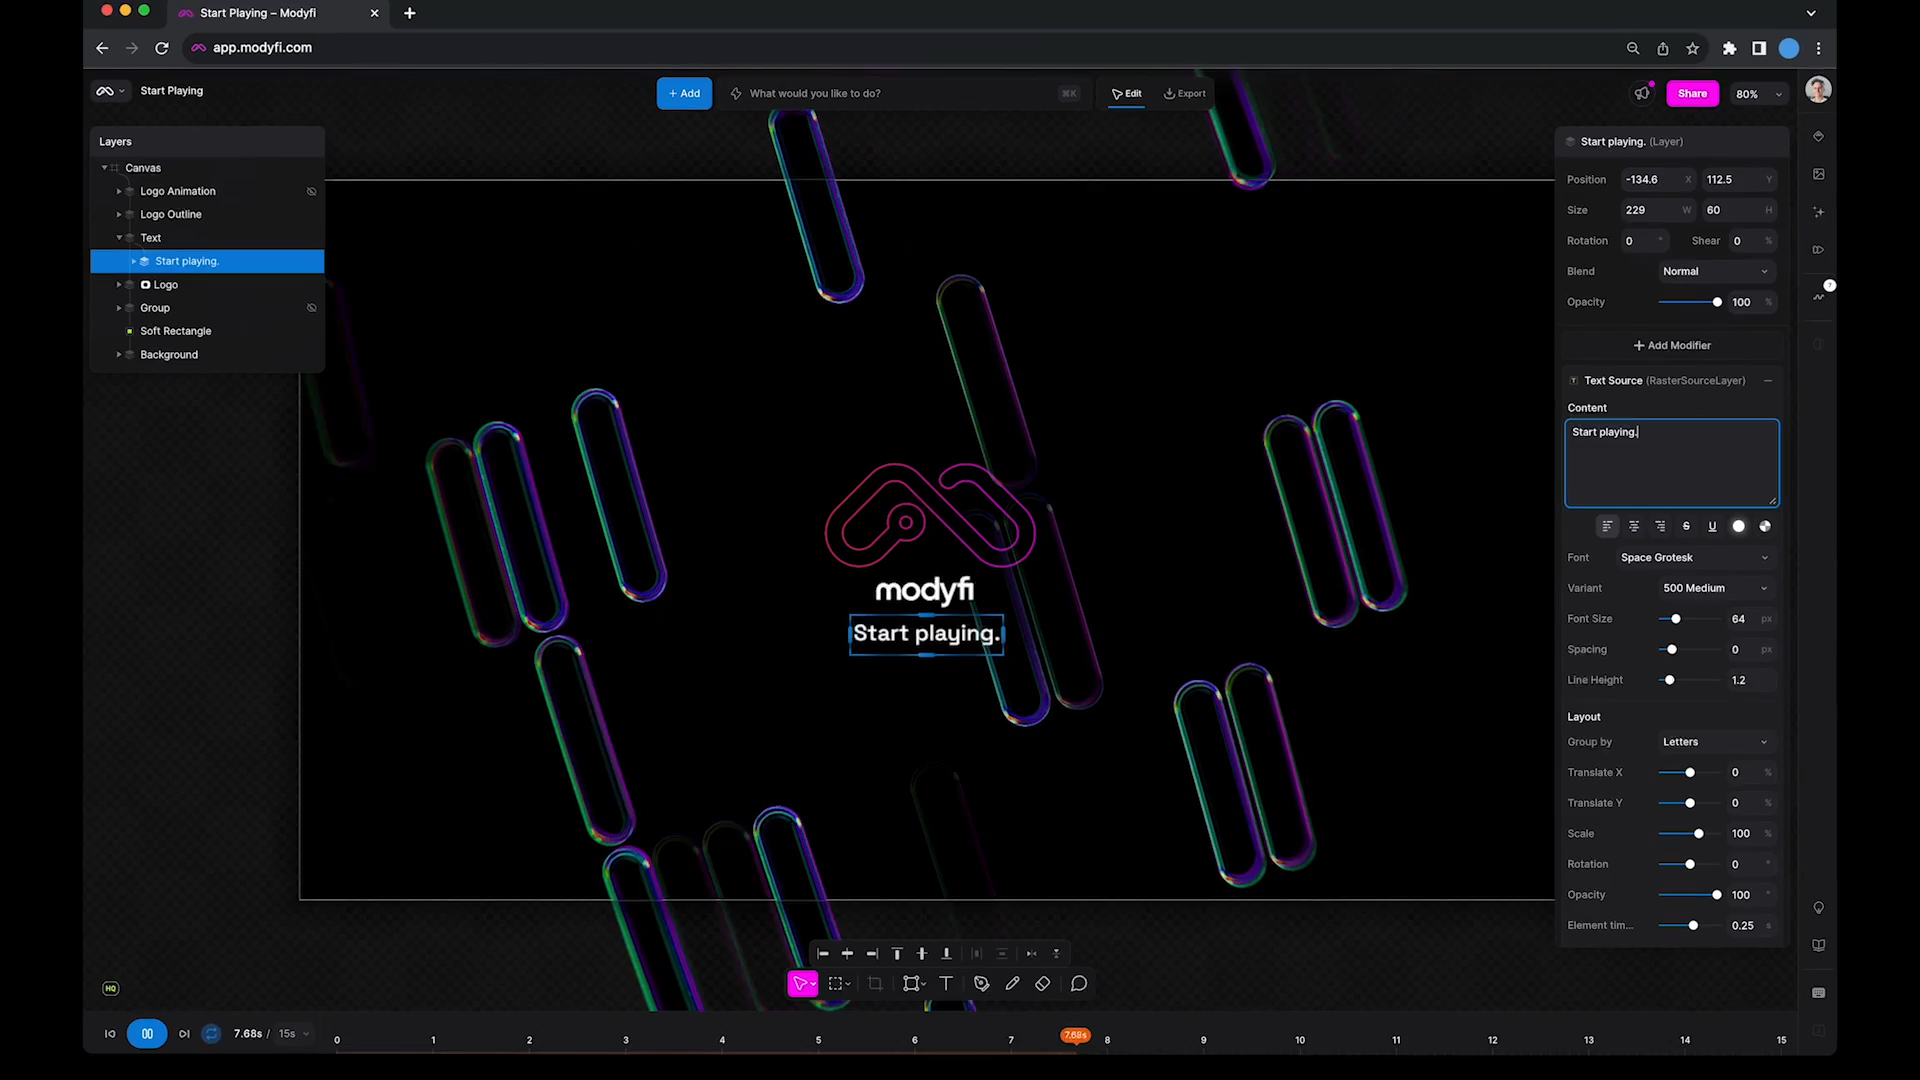 Start Playing – Modyfi
app.modyfi.com
Start Playing
+ Add
What would you like to do?
⌘K
Edit
Export
Share
80%
Layers
Canvas
Logo Animation
Logo Outline
Text
Start playing.
Logo
Group
Soft Rectangle
Background
modyfi
Start playing.
Start playing. (Layer)
Position -134.6 X 112.5 Y
Size 229 W 60 H
Rotation 0 ° Shear 0 %
Blend Normal
Opacity 100 %
?
+ Add Modifier
T Text Source (RasterSourceLayer)
Content
Start playing.
S U
Font Space Grotesk
Variant 500 Medium
Font Size 64 px
Spacing 0 px
Line Height 1.2
Layout
Group by Letters
Translate X 0 %
Translate Y 0 %
Scale 100 %
Rotation 0 °
Opacity 100 °
Element tim... 0.25 s
T
HQ
7.68s / 15s
7.68s
0 1 2 3 4 5 6 7 8 9 10 11 12 13 14 15